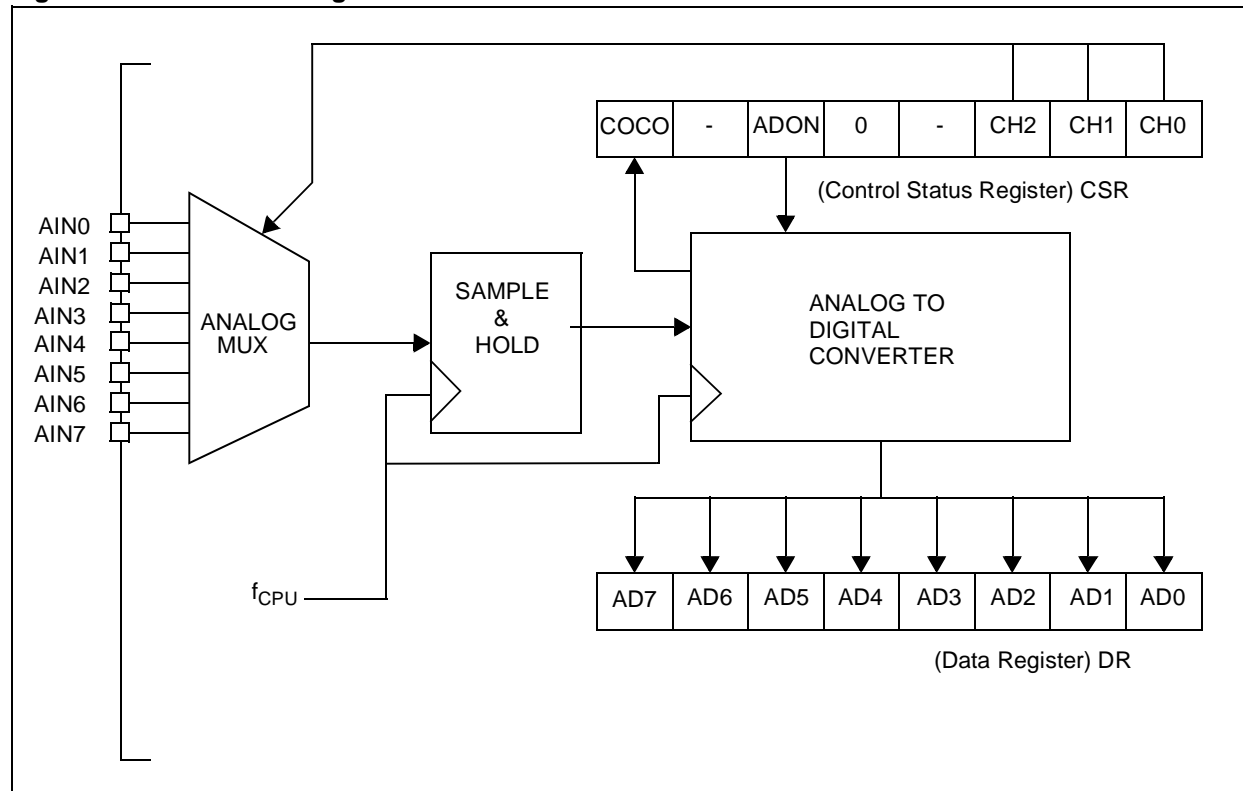 COCO - ADON 0 - CH2 CH1 CH0
(Control Status Register) CSR
AIN0
AIN1
AIN2
AIN3
AIN4
AIN5
AIN6
AIN7
ANALOG
MUX
SAMPLE
&
HOLD
ANALOG TO
DIGITAL
CONVERTER
fCPU
AD7 AD6 AD5 AD4 AD3 AD2 AD1 AD0
(Data Register) DR